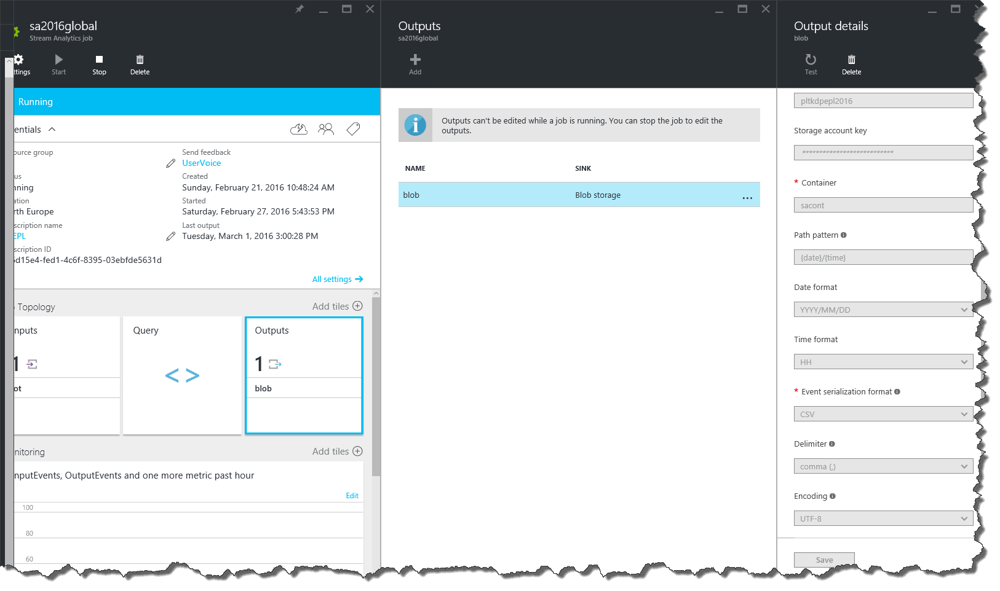 sa2016global
Stream Analytics job
ttings
Start
Stop
Delete
Running
entials
ource group
Send feedback
UserVoice
us
Created
nning
Sunday, February 21, 2016 10:48:24 AM
ation
Started
rth Europe
Saturday, February 27, 2016 5:43:53 PM
scription name
Last output
EPL
Tuesday, March 1, 2016 3:00:28 PM
scription ID
d15e4-fed1-4c6f-8395-03ebfde5631d
All settings
Topology
Add tiles
nputs
1
ot
Query
< >
Outputs
1
blob
nitoring
Add tiles
nputEvents, OutputEvents and one more metric past hour
Edit
100
80
60
Outputs
sa2016global
Add
Outputs can't be edited while a job is running. You can stop the job to edit the
outputs.
NAME SINK
blob Blob storage ...
Output details
blob
Test
Delete
pltkdpepl2016
Storage account key
****************************
* Container
sacont
Path pattern
{date}/{time}
Date format
YYYY/MM/DD
Time format
HH
* Event serialization format
CSV
Delimiter
comma (,)
Encoding
UTF-8
Save